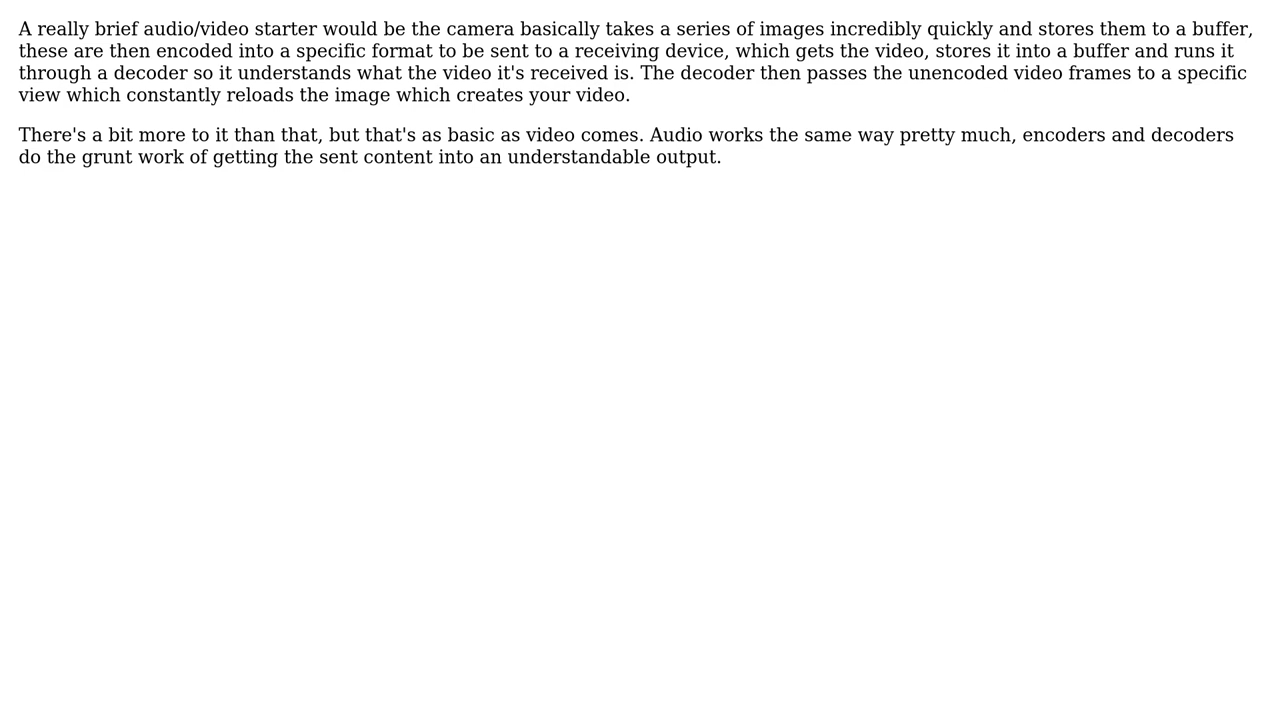 A really brief audio/video starter would be the camera basically takes a series of images incredibly quickly and stores them to a buffer,
these are then encoded into a specific format to be sent to a receiving device, which gets the video, stores it into a buffer and runs it
through a decoder so it understands what the video it's received is. The decoder then passes the unencoded video frames to a specific
view which constantly reloads the image which creates your video.
There's a bit more to it than that, but that's as basic as video comes. Audio works the same way pretty much, encoders and decoders
do the grunt work of getting the sent content into an understandable output.